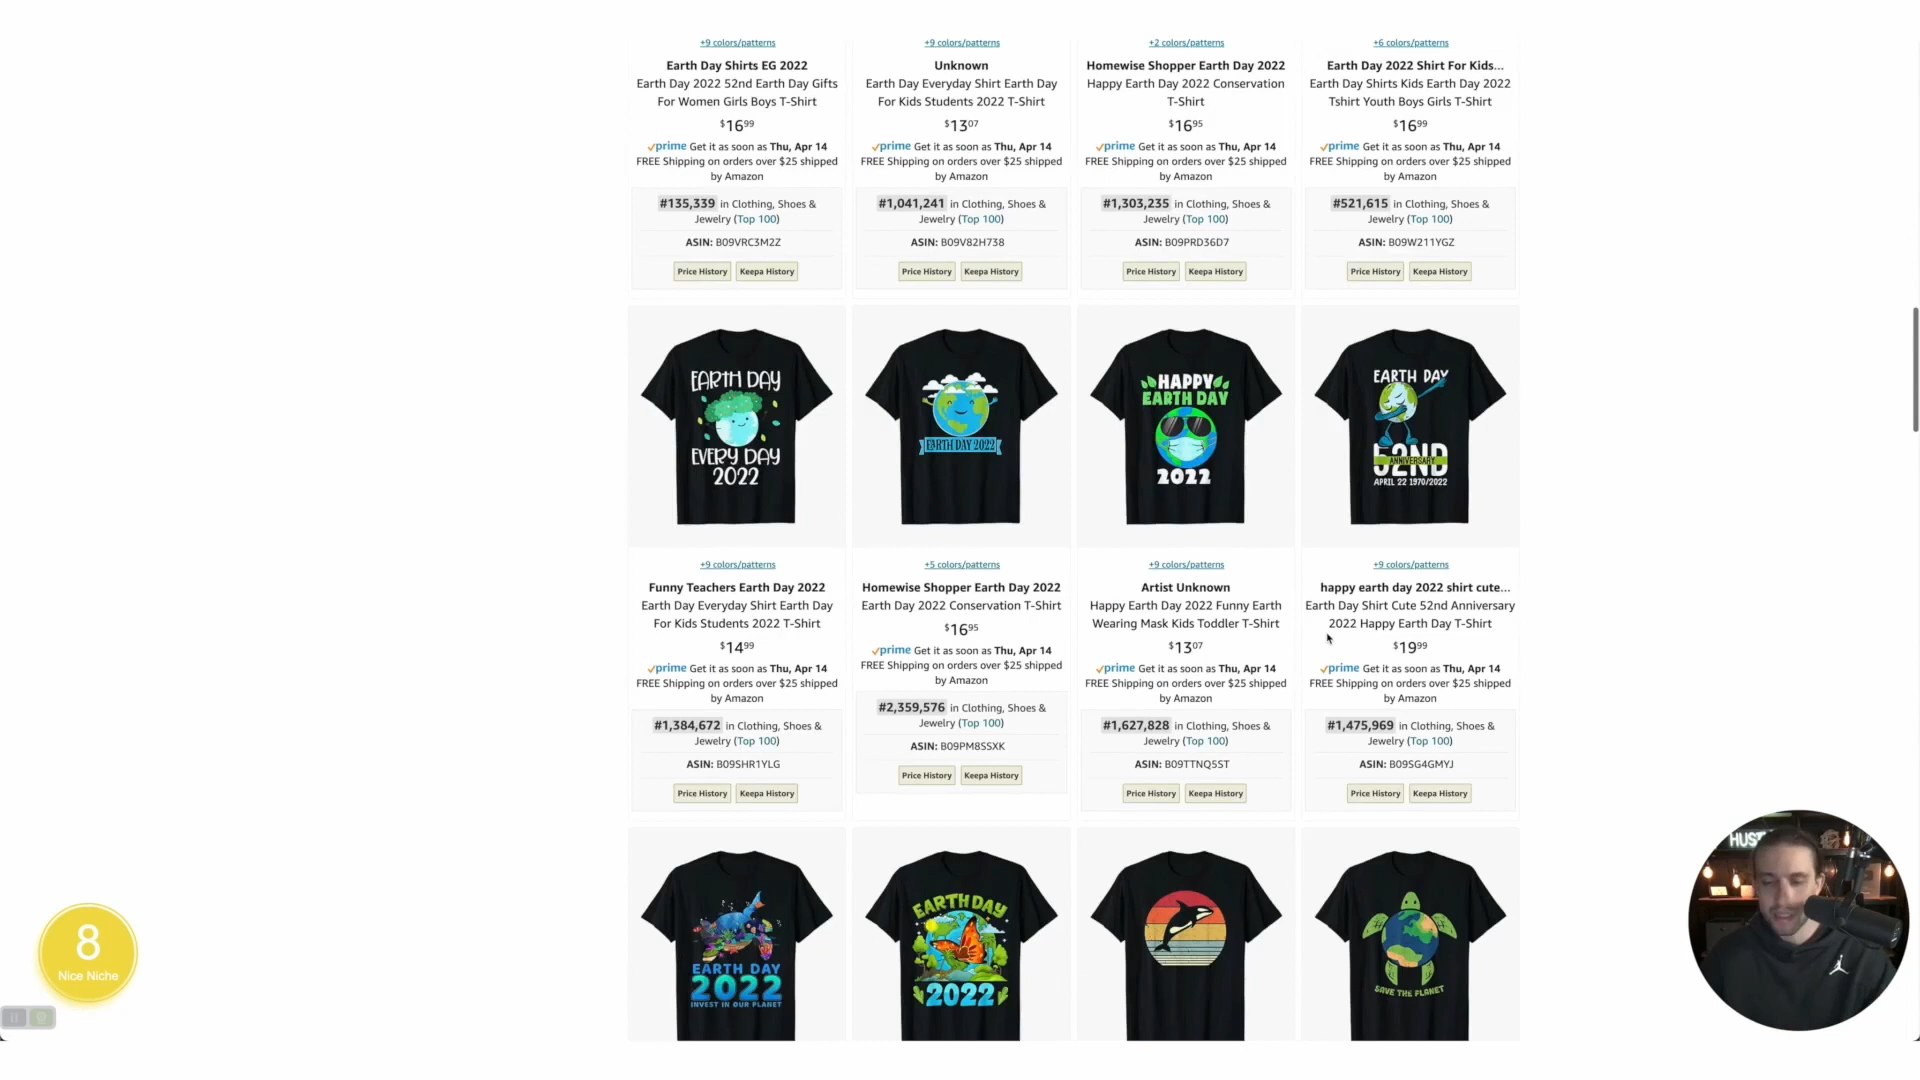 +9 colors/patterns
Earth Day Shirts EG 2022
Earth Day 2022 52nd Earth Day Gifts
For Women Girls Boys T-Shirt
$16 99
prime Get it as soon as Thu, Apr 14
FREE Shipping on orders over $25 shipped
by Amazon
#135,339 in Clothing, Shoes &
Jewelry (Top 100)
ASIN: B09VRC3M2Z
Price History Keepa History
+9 colors/patterns
Unknown
Earth Day Everyday Shirt Earth Day
For Kids Students 2022 T-Shirt
$13 07
prime Get it as soon as Thu, Apr 14
FREE Shipping on orders over $25 shipped
by Amazon
#1,041,241 in Clothing, Shoes &
Jewelry (Top 100)
ASIN: B09V82H738
Price History Keepa History
+2 colors/patterns
Homewise Shopper Earth Day 2022
Happy Earth Day 2022 Conservation
T-Shirt
$16 95
prime Get it as soon as Thu, Apr 14
FREE Shipping on orders over $25 shipped
by Amazon
#1,303,235 in Clothing, Shoes &
Jewelry (Top 100)
ASIN: B09PRD36D7
Price History Keepa History
+6 colors/patterns
Earth Day 2022 Shirt For Kids...
Earth Day Shirts Kids Earth Day 2022
Tshirt Youth Boys Girls T-Shirt
$16 99
prime Get it as soon as Thu, Apr 14
FREE Shipping on orders over $25 shipped
by Amazon
#521,615 in Clothing, Shoes &
Jewelry (Top 100)
ASIN: B09W211YGZ
Price History Keepa History
EARTH DAY
EVERY DAY
2022
+9 colors/patterns
Funny Teachers Earth Day 2022
Earth Day Everyday Shirt Earth Day
For Kids Students 2022 T-Shirt
$14 99
prime Get it as soon as Thu, Apr 14
FREE Shipping on orders over $25 shipped
by Amazon
#1,384,672 in Clothing, Shoes &
Jewelry (Top 100)
ASIN: B09SHR1YLG
Price History Keepa History
EARTH DAY 2022
+5 colors/patterns
Homewise Shopper Earth Day 2022
Earth Day 2022 Conservation T-Shirt
$16 95
prime Get it as soon as Thu, Apr 14
FREE Shipping on orders over $25 shipped
by Amazon
#2,359,576 in Clothing, Shoes &
Jewelry (Top 100)
ASIN: B09PM8SSXK
Price History Keepa History
HAPPY
EARTH DAY
2022
+9 colors/patterns
Artist Unknown
Happy Earth Day 2022 Funny Earth
Wearing Mask Kids Toddler T-Shirt
$13 07
prime Get it as soon as Thu, Apr 14
FREE Shipping on orders over $25 shipped
by Amazon
#1,627,828 in Clothing, Shoes &
Jewelry (Top 100)
ASIN: B09TTNQ5ST
Price History Keepa History
EARTH DAY
52ND
ANNIVERSARY
APRIL 22 1970/2022
+9 colors/patterns
happy earth day 2022 shirt cute...
Earth Day Shirt Cute 52nd Anniversary
2022 Happy Earth Day T-Shirt
$19 99
prime Get it as soon as Thu, Apr 14
FREE Shipping on orders over $25 shipped
by Amazon
#1,475,969 in Clothing, Shoes &
Jewelry (Top 100)
ASIN: B09SG4GMYJ
Price History Keepa History
EARTH DAY
2022
INVEST IN OUR PLANET
EARTH DAY
2022
SAVE THE PLANET
8
Nice Niche
HUST